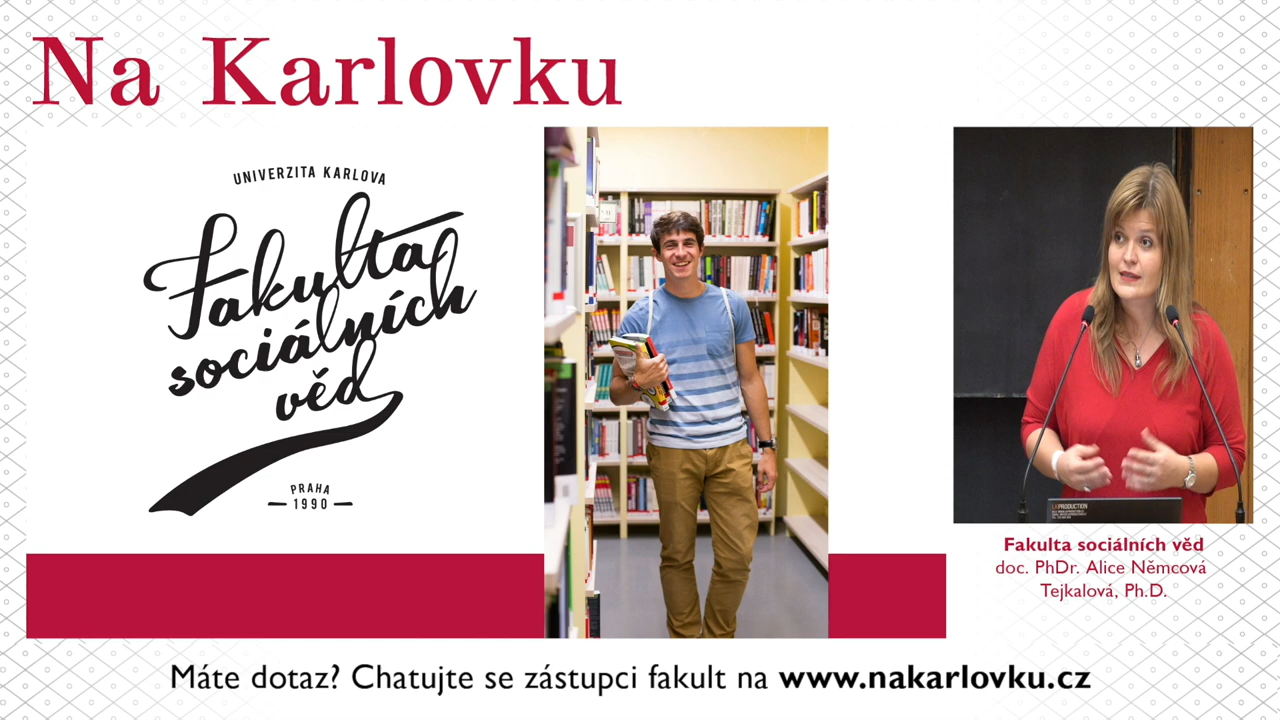 Na Karlovku
UNIVERZITA KARLOVA
Fakulta
sociálních
věd
PRAHA
1990
LKPRODUCTION
Fakulta sociálních věd
doc. PhDr. Alice Němcová
Tejkalová, Ph.D.
Máte dotaz? Chatujte se zástupci fakult na www.nakarlovku.cz